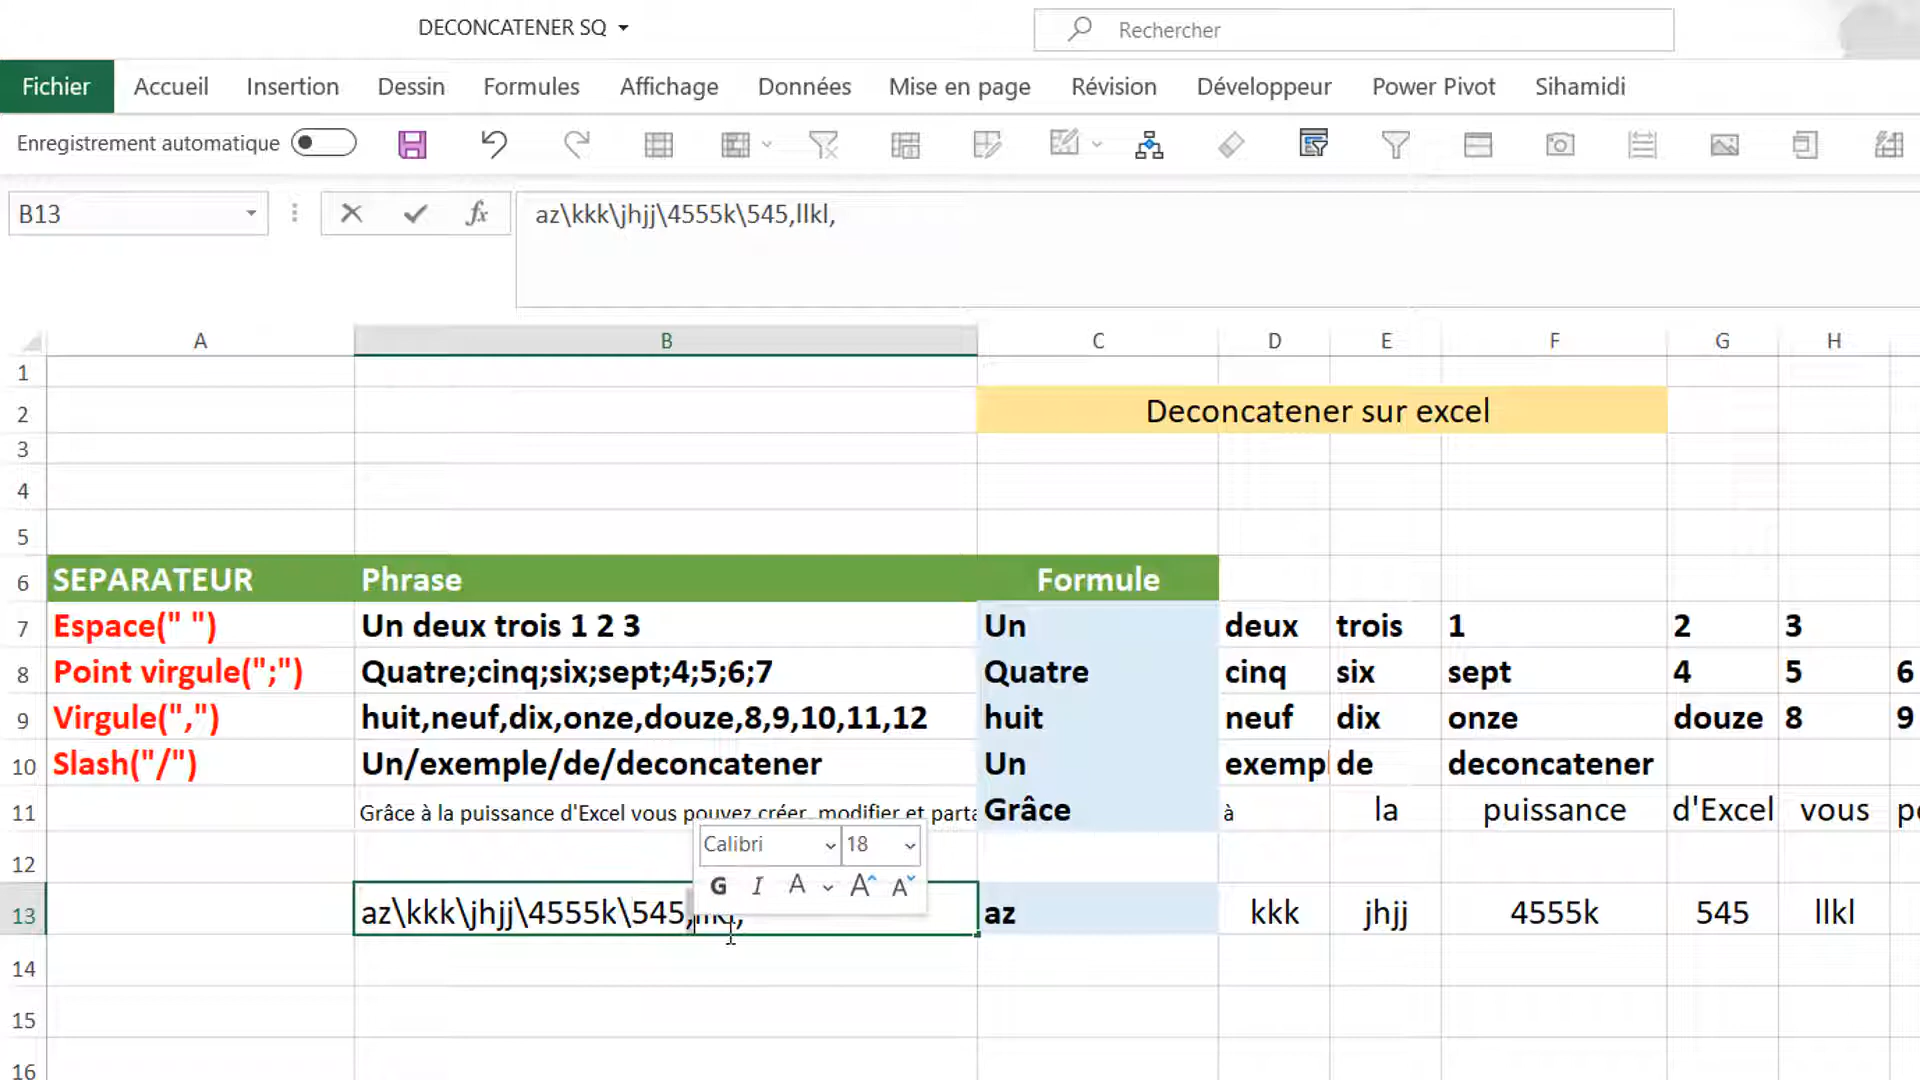 DECONCATENER SQ
Rechercher
Fichier Accueil Insertion Dessin Formules Affichage Données Mise en page Révision Développeur Power Pivot Sihamidi
Enregistrement automatique
B13 fx az\kkk\jhjj\4555k\545,llkl,
A B C D E F G H
1
2 Deconcatener sur excel
3
4
5
6 SEPARATEUR Phrase Formule
7 Espace(" ") Un deux trois 1 2 3 Un deux trois 1 2 3
8 Point virgule(";") Quatre;cinq;six;sept;4;5;6;7 Quatre cinq six sept 4 5 6
9 Virgule(",") huit,neuf,dix,onze,douze,8,9,10,11,12 huit neuf dix onze douze 8 9
10 Slash("/") Un/exemple/de/deconcatener Un exempl de deconcatener
11 Grâce à la puissance d'Excel vous pouvez créer, modifier et parta Grâce à la puissance d'Excel vous
Calibri 18
12
G I A A A
13 az\kkk\jhjj\4555k\545,llkl, az kkk jhjj 4555k 545 llkl
14
15
16